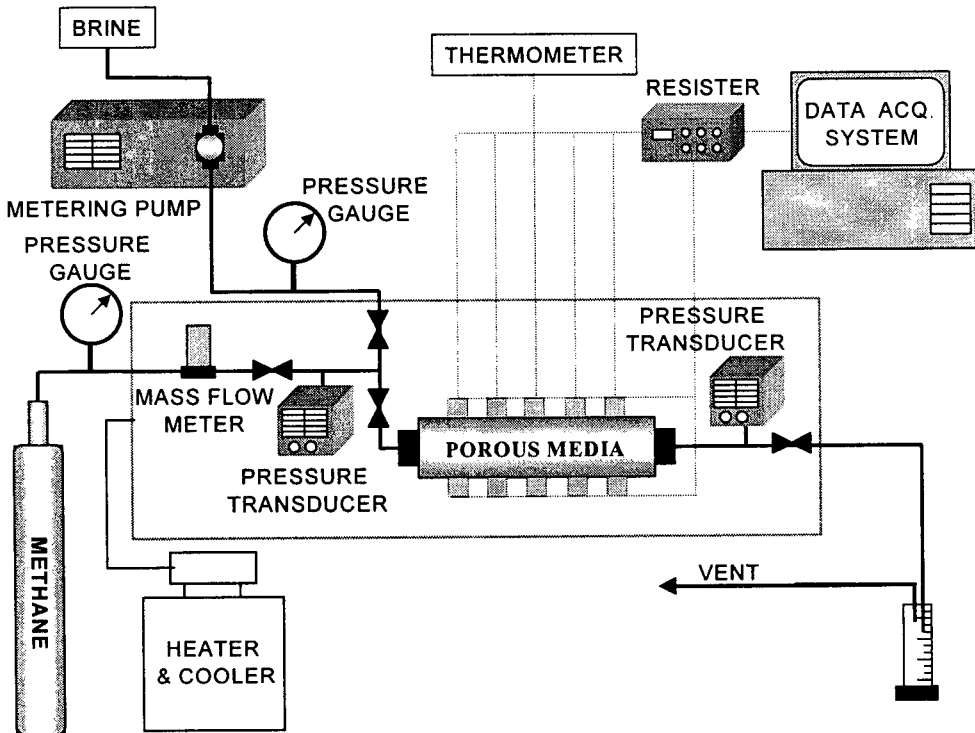 BRINE
THERMOMETER
RESISTER
DATA ACQ.
SYSTEM
METERING PUMP
PRESSURE
GAUGE
PRESSURE
GAUGE
PRESSURE
TRANSDUCER
MASS FLOW
METER
POROUS MEDIA
PRESSURE
TRANSDUCER
METHANE
VENT
HEATER
& COOLER